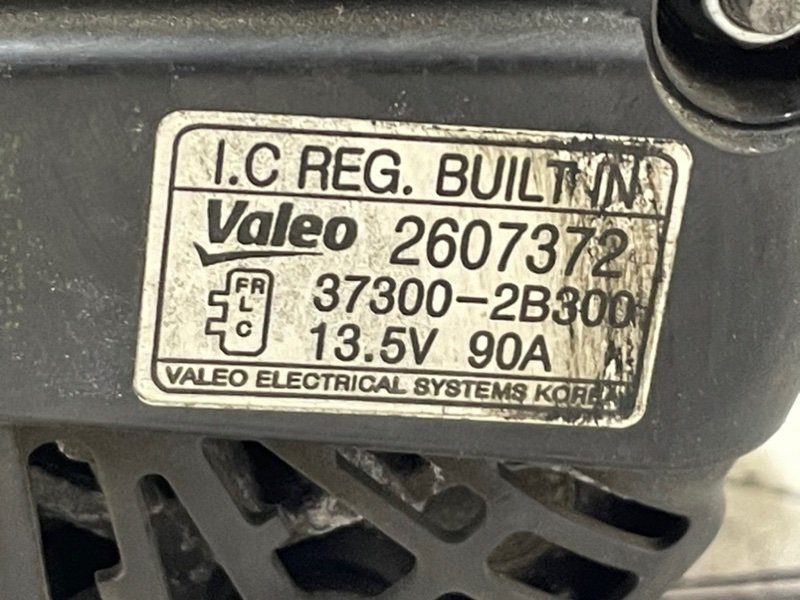 I.C REG. BUILT IN
Valeo 2607372
FR
L
C
37300-2B300
13.5V 90A
VALEO ELECTRICAL SYSTEMS KOREA